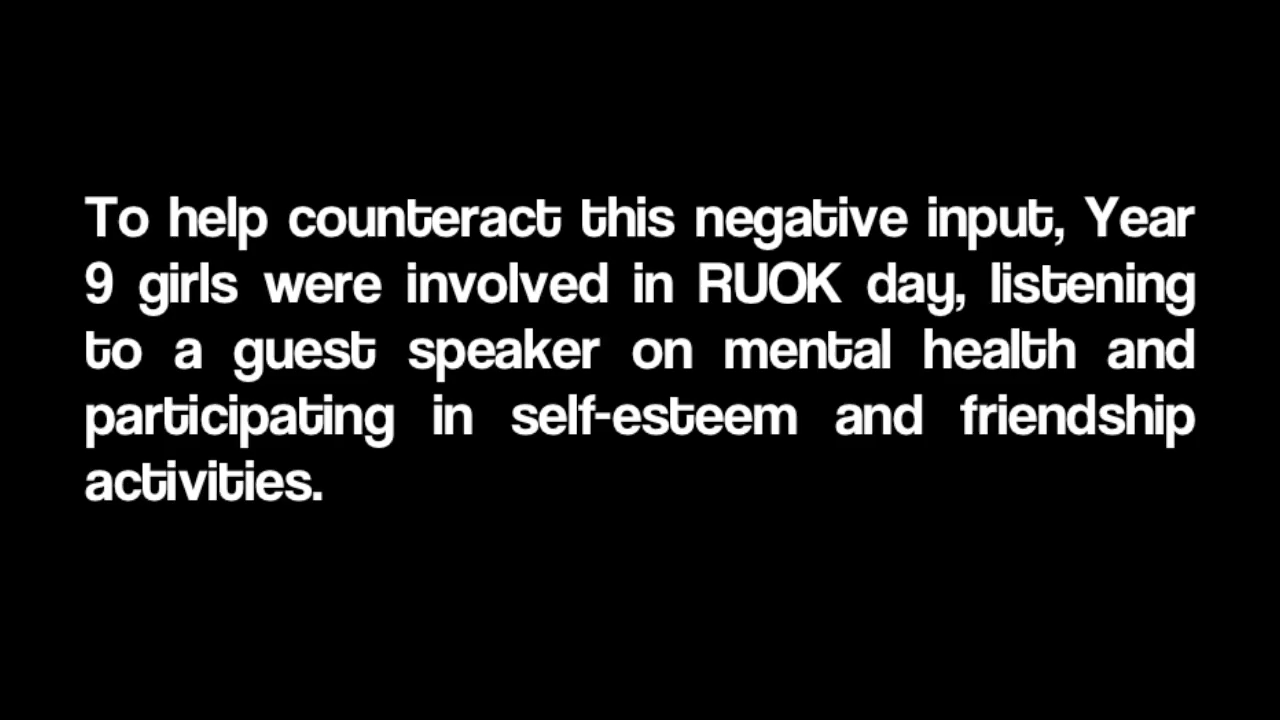 To help counteract this negative input, Year
9 girls were involved in RUOK day, listening
to a guest speaker on mental health and
participating in self-esteem and friendship
activities.